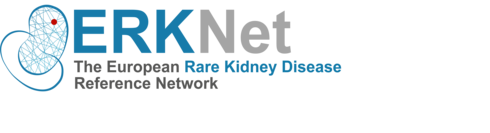 ERKNet
The European Rare Kidney Disease
Reference Network